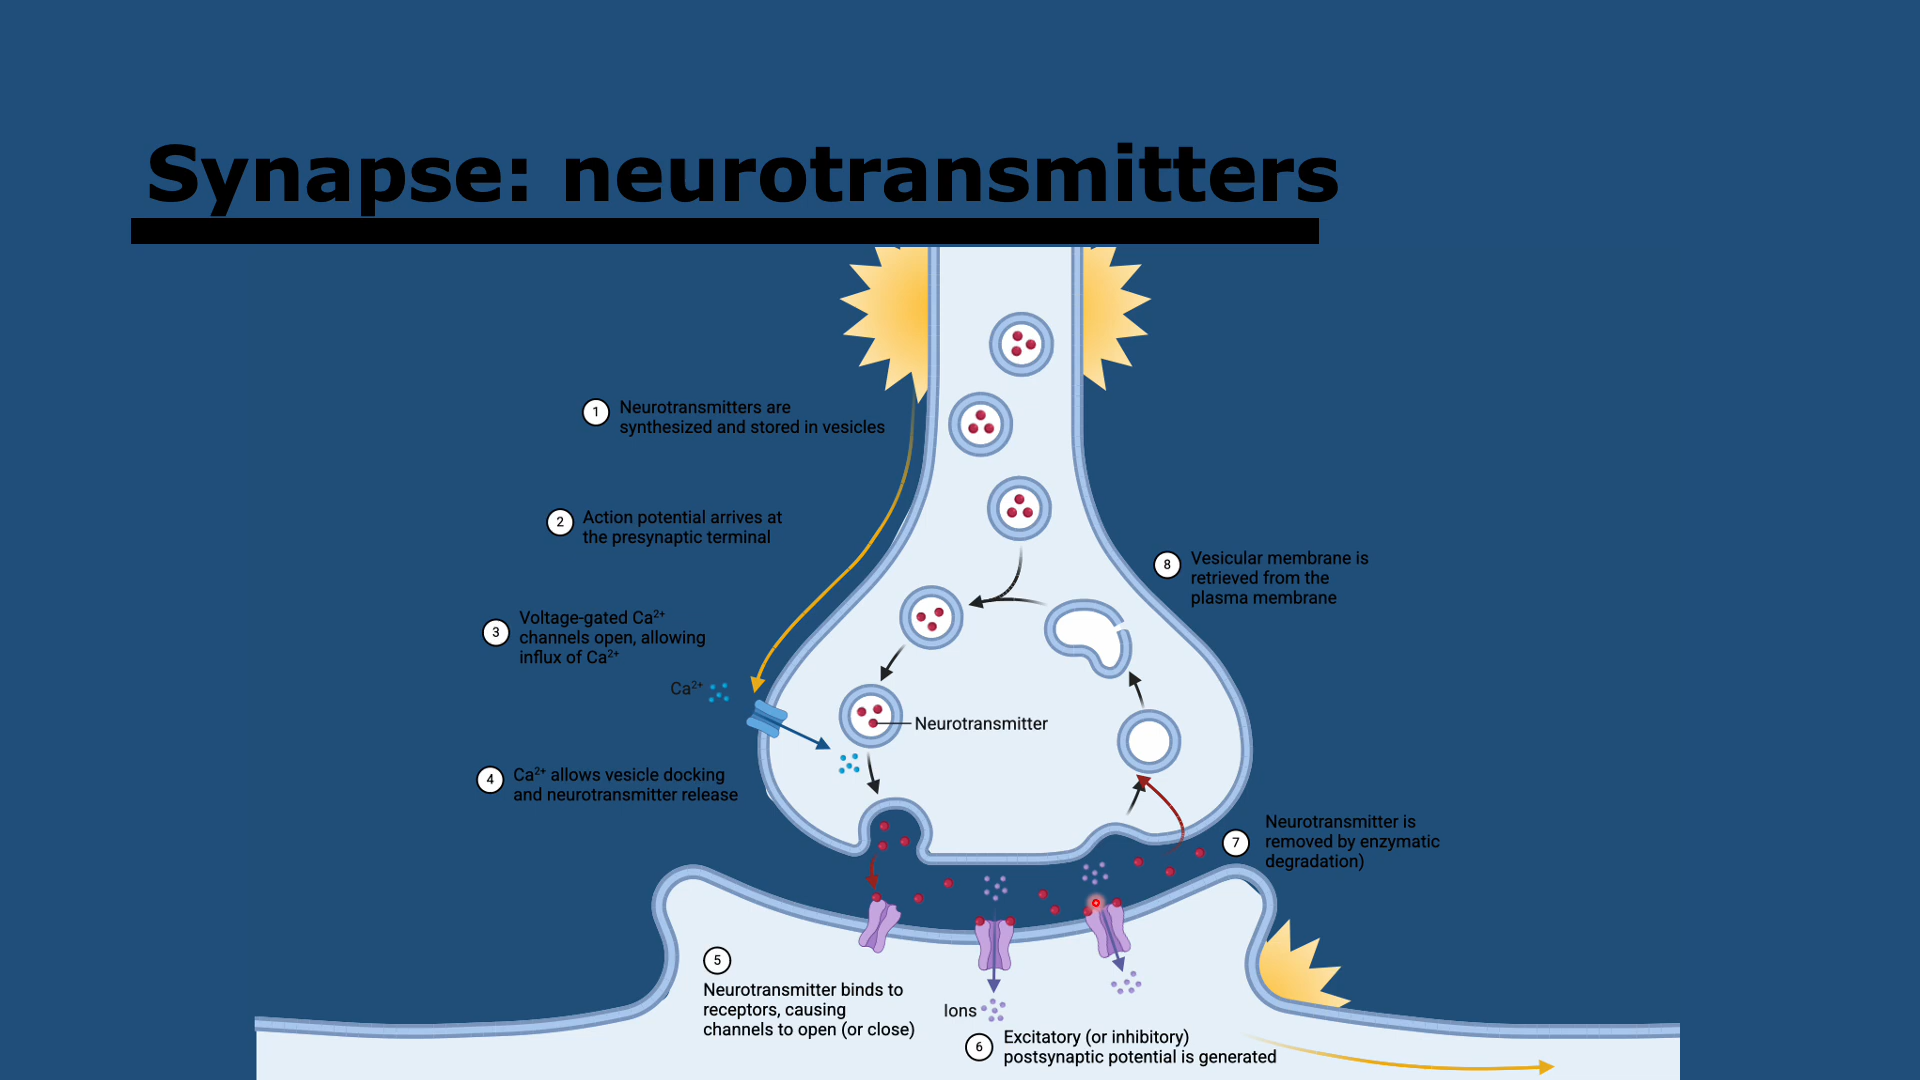 Synapse: neurotransmitters
1
Neurotransmitters are
synthesized and stored in vesicles
2
Action potential arrives at
the presynaptic terminal
3
Voltage-gated Ca²⁺
channels open, allowing
influx of Ca²⁺
Ca²⁺
4
Ca²⁺ allows vesicle docking
and neurotransmitter release
Neurotransmitter
5
Neurotransmitter binds to
receptors, causing
channels to open (or close)
Ions
6
Excitatory (or inhibitory)
postsynaptic potential is generated
7
Neurotransmitter is
removed by enzymatic
degradation)
8
Vesicular membrane is
retrieved from the
plasma membrane